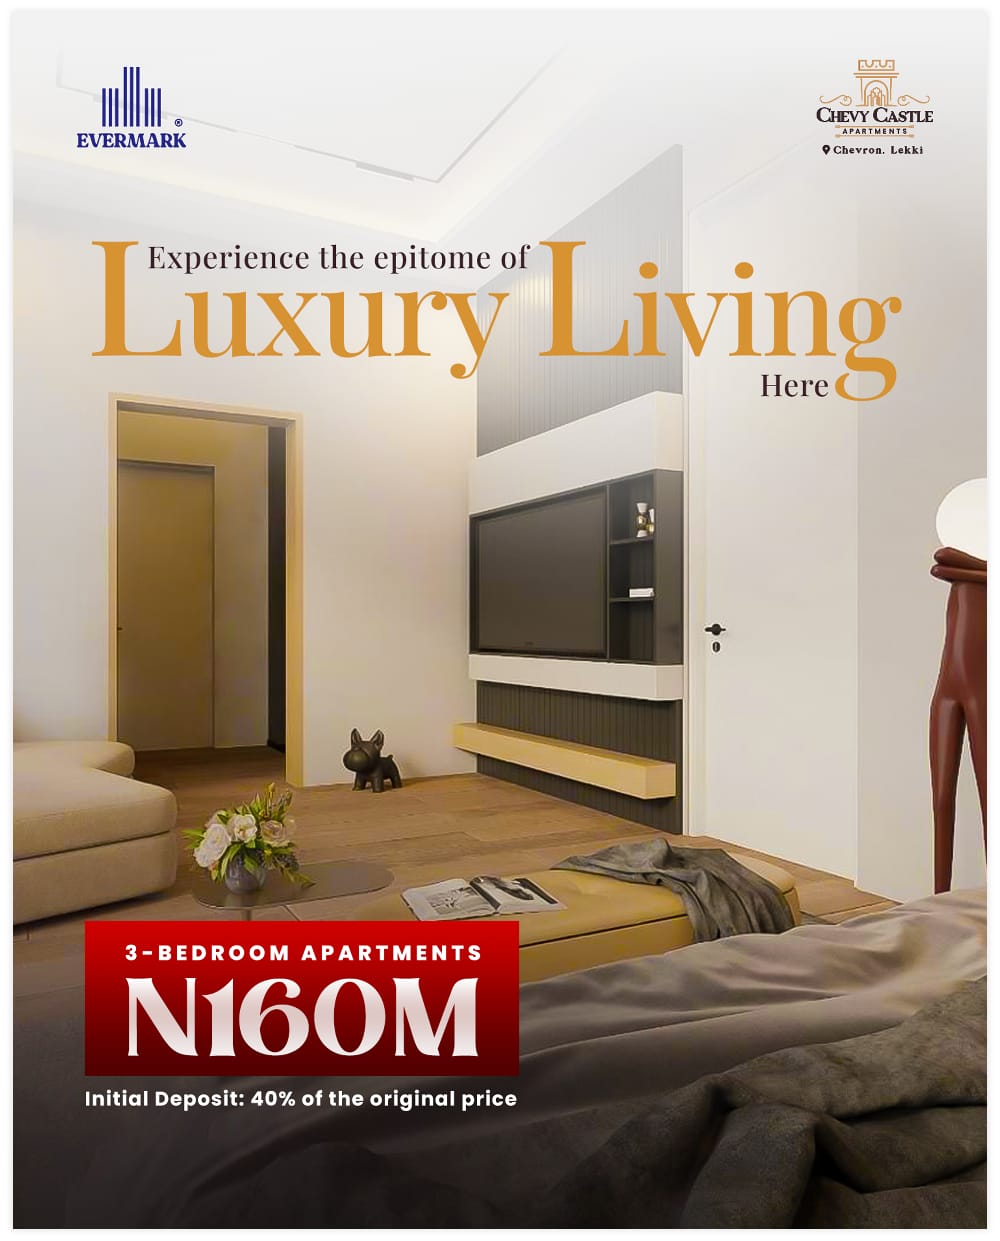 EVERMARK
®
CHEVY CASTLE
APARTMENTS
Chevron. Lekki
Experience the epitome of
Luxury Living
Here
3-BEDROOM APARTMENTS
N160M
Initial Deposit: 40% of the original price